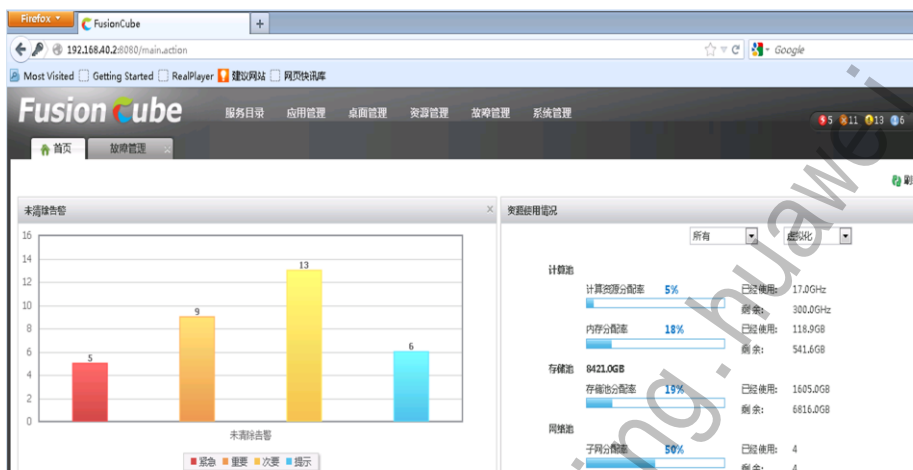 Firefox
FusionCube
192.168.40.2:8080/main.action
Google
Most Visited Getting Started RealPlayer 建议网站 网页快讯库
FusionCube
服务目录 应用管理 桌面管理 资源管理 故障管理 系统管理
5 11 13 6
首页 故障管理
刷
未清除告警
资源使用情况
16
14
12
10
8
6
4
2
0
5
9
13
6
未清除告警
紧急 重要 次要 提示
所有 虚拟化
计算池
计算资源分配率 5% 已经使用: 17.0GHz
剩余: 300.0GHz
内存分配率 18% 已经使用: 118.9GB
剩余: 541.6GB
存储池 8421.0GB
存储池分配率 19% 已经使用: 1605.0GB
剩余: 6816.0GB
网络池
子网分配率 50% 已经使用: 4
剩余: 4
ing.huawei